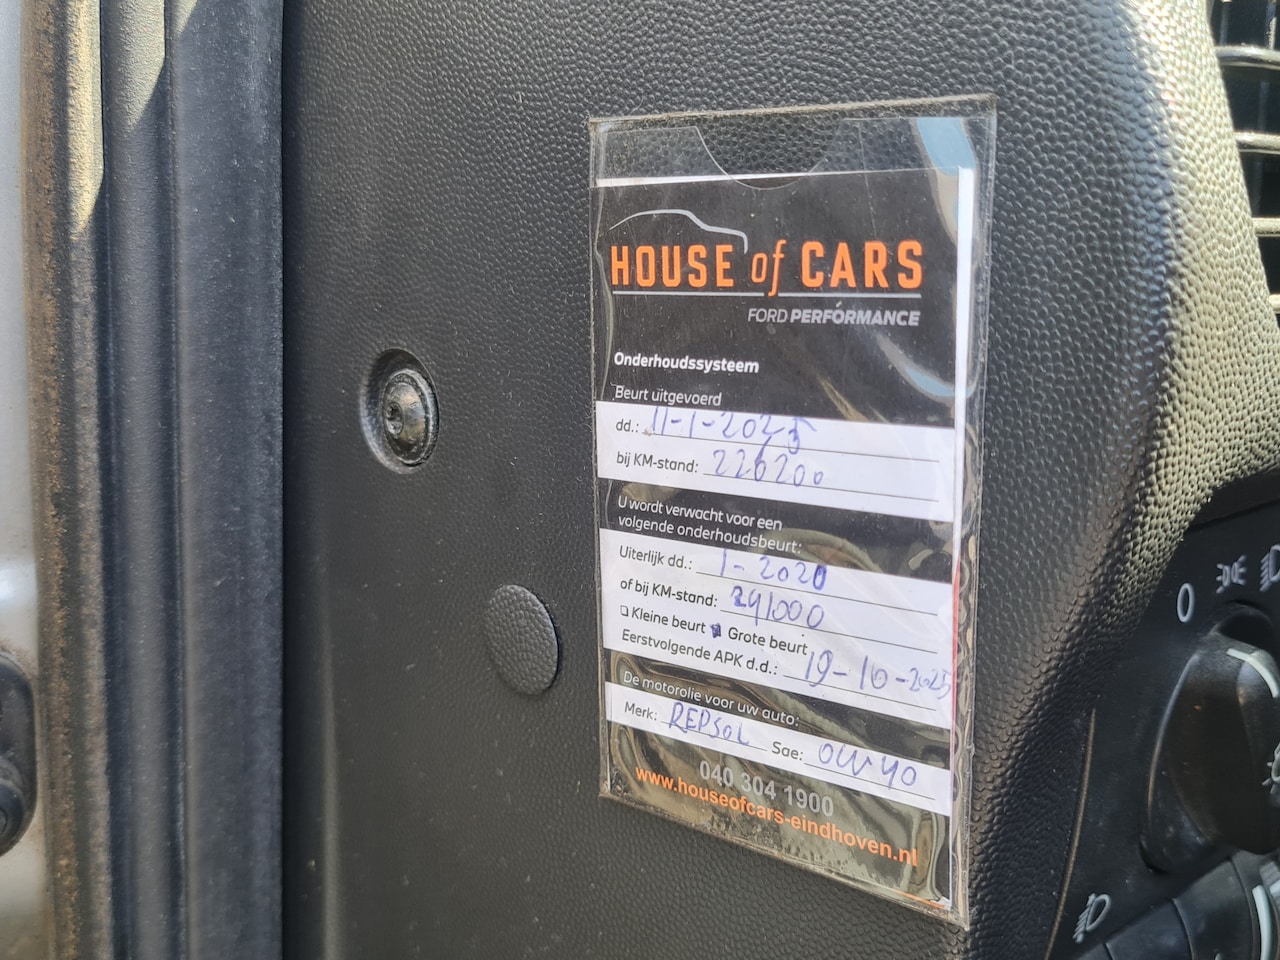 HOUSE of CARS
FORD PERFORMANCE
Onderhoudssysteem
Beurt uitgevoerd
dd.: 11-1-2025
bij KM-stand: 226200
U wordt verwacht voor een
volgende onderhoudsbeurt:
Uiterlijk dd.: 1-2020
of bij KM-stand: 241000
Kleine beurt Grote beurt
Eerstvolgende APK d.d.: 19-10-2025
De motorolie voor uw auto:
Merk: REPSOL Sae: 0W40
040 304 1900
www.houseofcars-eindhoven.nl
0